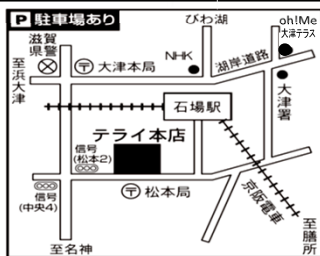 P 駐車場あり
びわ湖
oh!Me
大津テラス
滋賀
県警
〒大津本局
NHK
湖岸道路
至浜大津
大津署
石場駅
テライ本店
信号
(松本2)
〒松本局
信号
(中央4)
京阪電車
至名神
至膳所